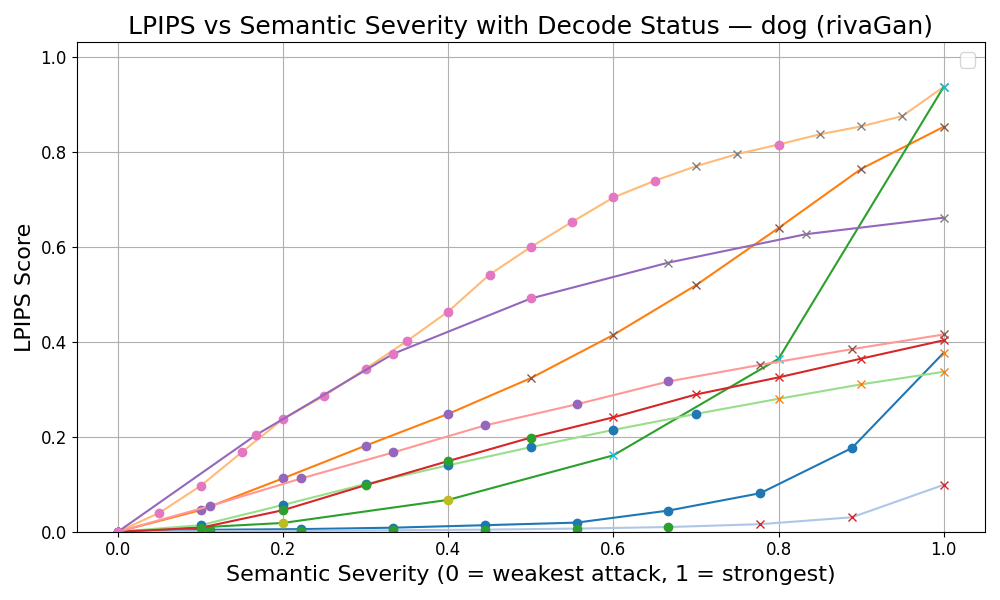 LPIPS vs Semantic Severity with Decode Status — dog (rivaGan)
1.0
0.8
0.6
0.4
0.2
0.0
LPIPS Score
0.0 0.2 0.4 0.6 0.8 1.0
Semantic Severity (0 = weakest attack, 1 = strongest)